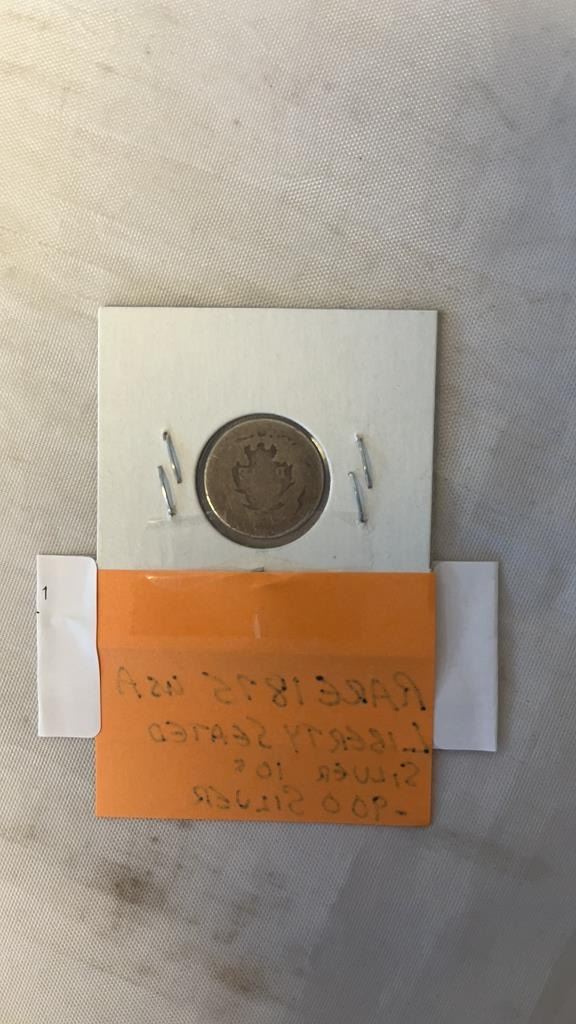 1
RARE 1875 USA
LIBERTY SEATED
SILVER 10¢
-900 SILVER